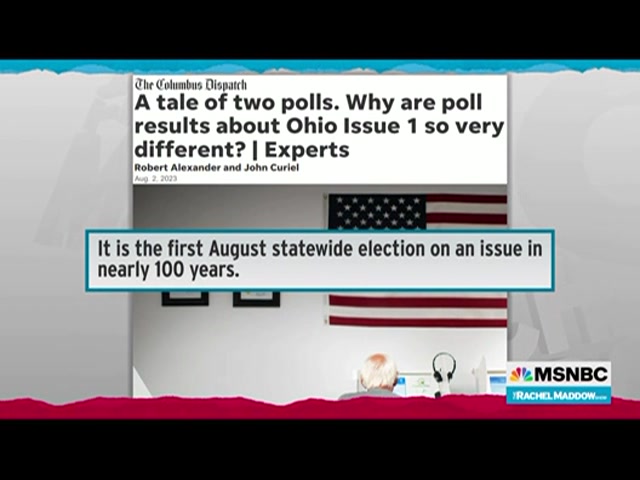 The Columbus Dispatch
A tale of two polls. Why are poll
results about Ohio Issue 1 so very
different? | Experts
Robert Alexander and John Curiel
Aug. 2, 2023
It is the first August statewide election on an issue in
nearly 100 years.
MSNBC
THE RACHEL MADDOW SHOW